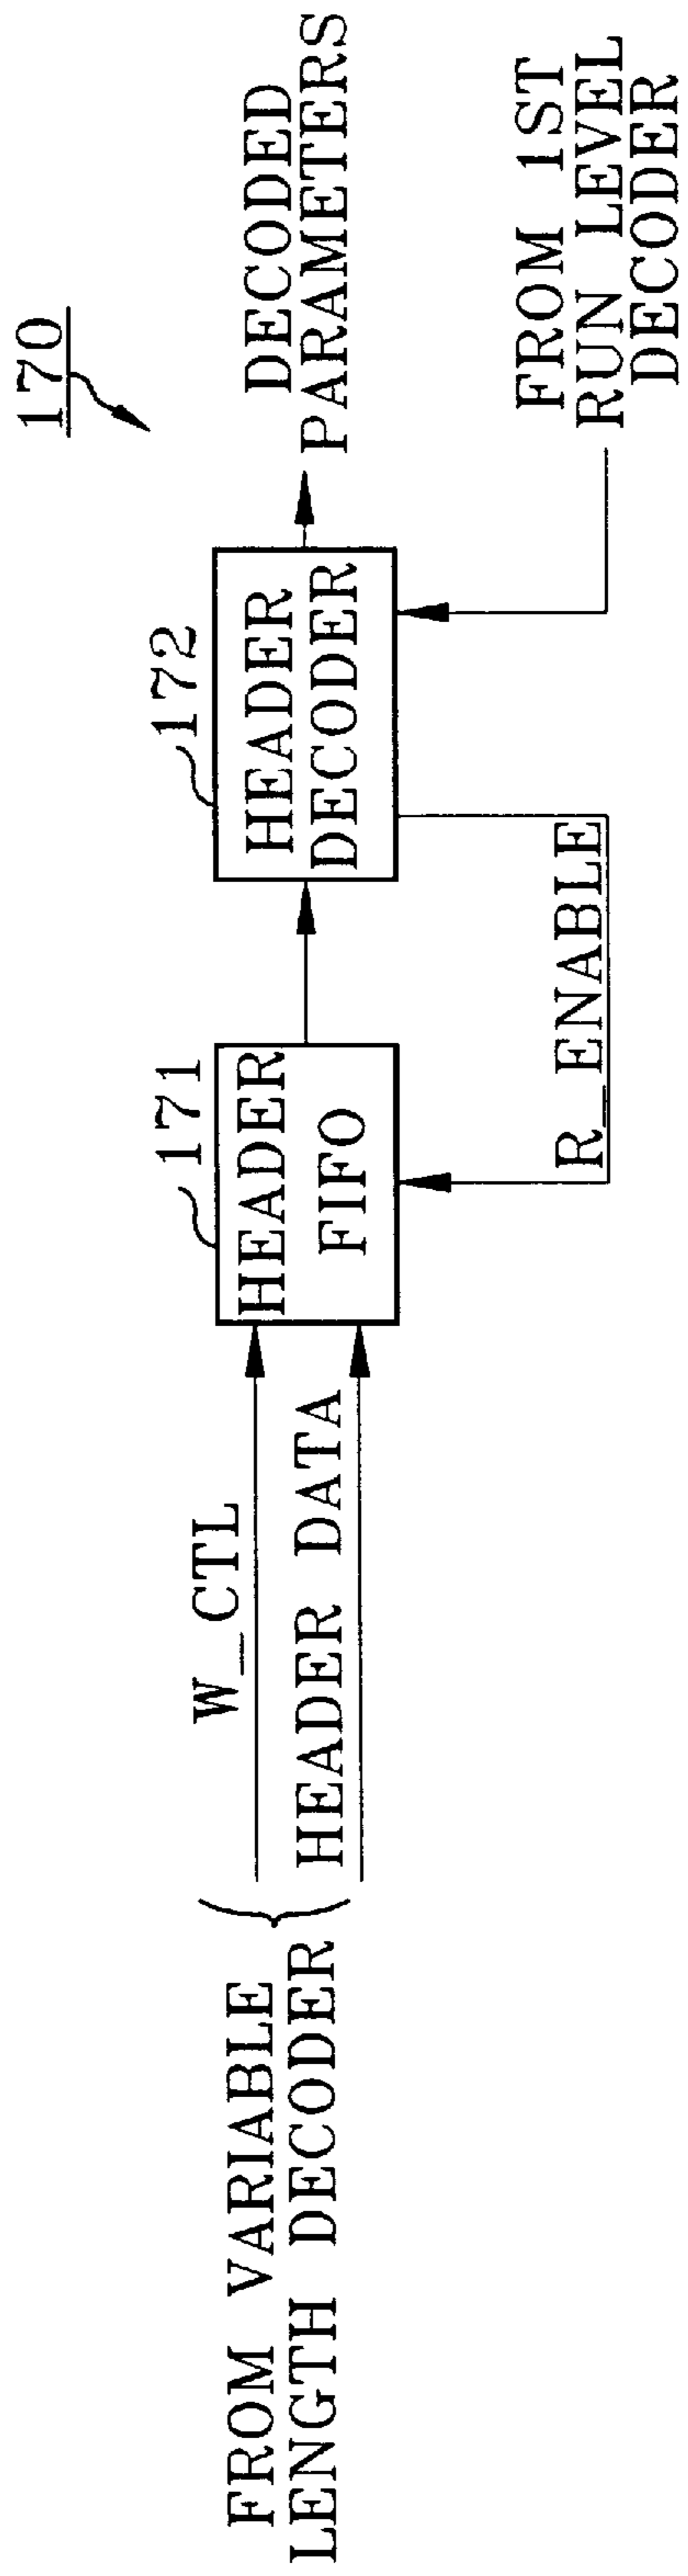 170
FROM VARIABLE
LENGTH DECODER
W_CTL
HEADER DATA
171
HEADER
FIFO
172
HEADER
DECODER
DECODED
PARAMETERS
R_ENABLE
FROM 1ST
RUN LEVEL
DECODER